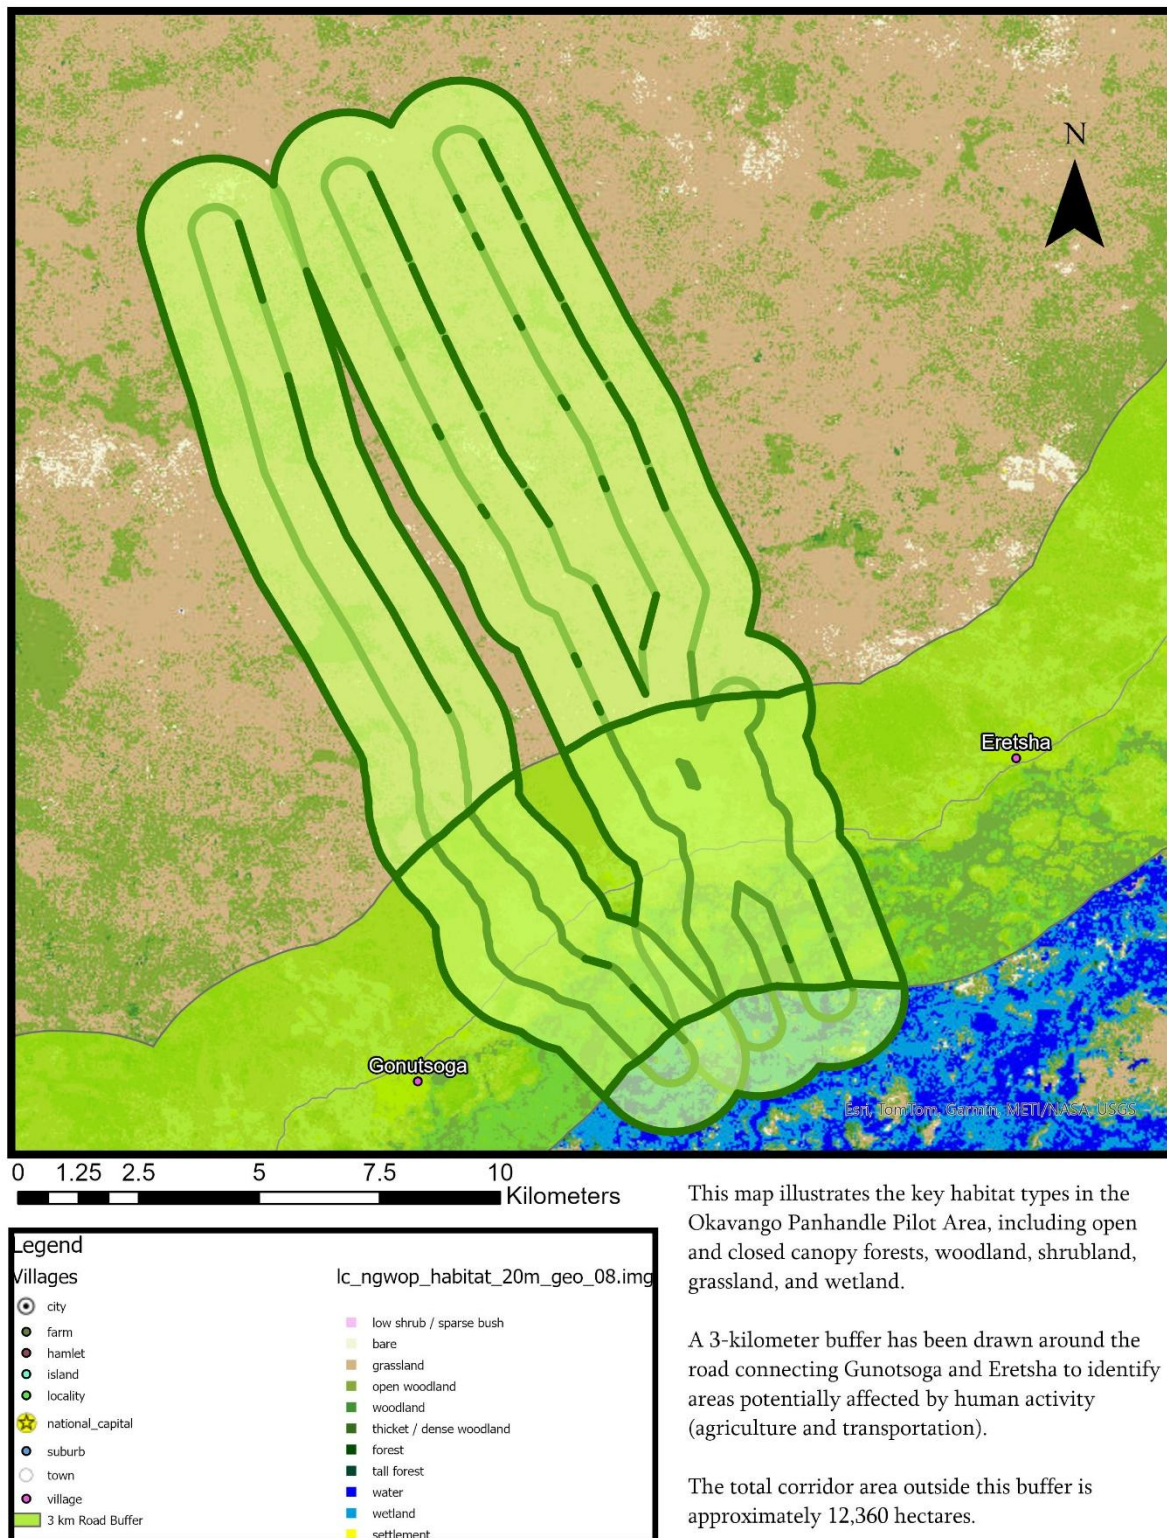 N
Eretsha
Gonutsoga
Esri, TomTom, Garmin, METI/NASA, USGS
0 1.25 2.5 5 7.5 10
Kilometers
Legend
Villages
city
farm
hamlet
island
locality
national_capital
suburb
town
village
3 km Road Buffer
lc_ngwop_habitat_20m_geo_08.img
low shrub / sparse bush
bare
grassland
open woodland
woodland
thicket / dense woodland
forest
tall forest
water
wetland
settlement
This map illustrates the key habitat types in the
Okavango Panhandle Pilot Area, including open
and closed canopy forests, woodland, shrubland,
grassland, and wetland.
A 3-kilometer buffer has been drawn around the
road connecting Gunotsoga and Eretsha to identify
areas potentially affected by human activity
(agriculture and transportation).
The total corridor area outside this buffer is
approximately 12,360 hectares.